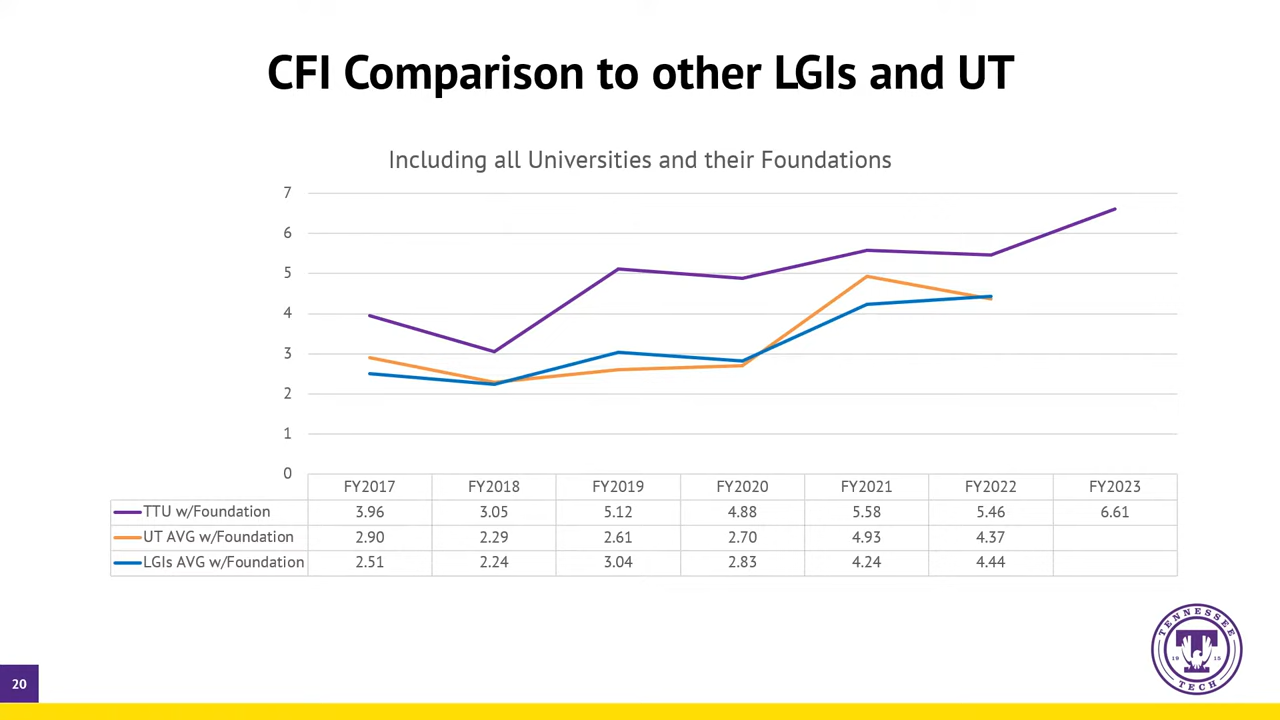 CFI Comparison to other LGIs and UT
Including all Universities and their Foundations
7
6
5
4
3
2
1
0
FY2017 FY2018 FY2019 FY2020 FY2021 FY2022 FY2023
TTU w/Foundation 3.96 3.05 5.12 4.88 5.58 5.46 6.61
UT AVG w/Foundation 2.90 2.29 2.61 2.70 4.93 4.37
LGIs AVG w/Foundation 2.51 2.24 3.04 2.83 4.24 4.44
TENNESSEE
T
19 15
TECH
20